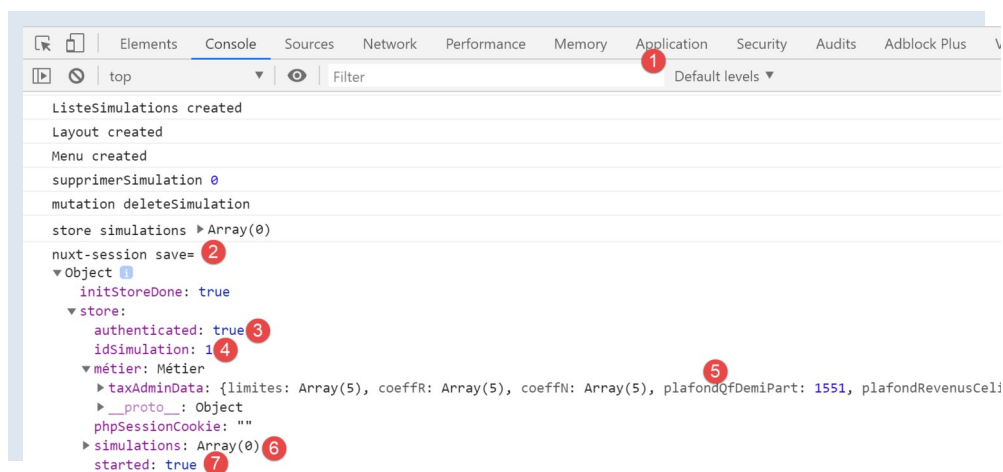 Elements Console Sources Network Performance Memory Application Security Audits Adblock Plus
1
top Filter Default levels
ListeSimulations created
Layout created
Menu created
supprimerSimulation 0
mutation deleteSimulation
store simulations ▶Array(0)
nuxt-session save= 2
▼Object i
initStoreDone: true
▼store:
authenticated: true 3
idSimulation: 1 4
▼métier: Métier 5
▶taxAdminData: {limites: Array(5), coeffR: Array(5), coeffN: Array(5), plafondQfDemiPart: 1551, plafondRevenusCeli
▶__proto__: Object
phpSessionCookie: ""
▶simulations: Array(0) 6
started: true 7